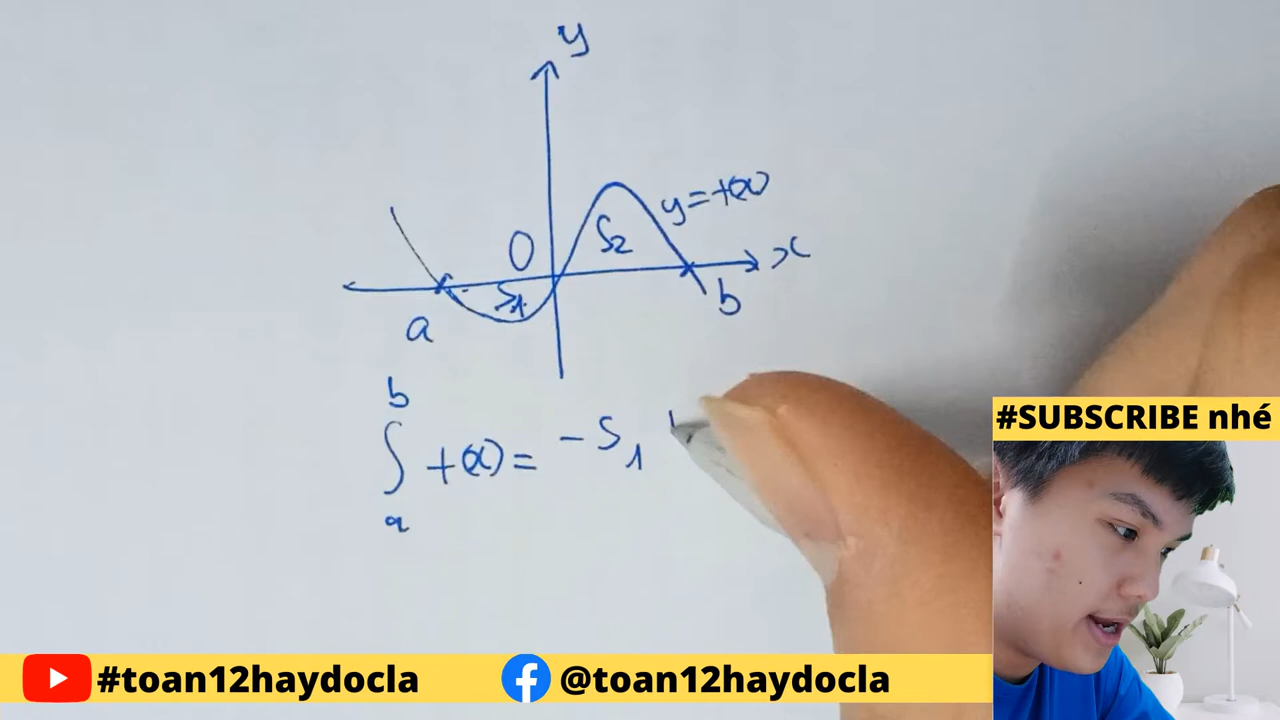 y
y=f(x)
O
S2
x
S1
a
b
b
∫ f(x) = -S1
a
#SUBSCRIBE nhé
#toan12haydocla
@toan12haydocla